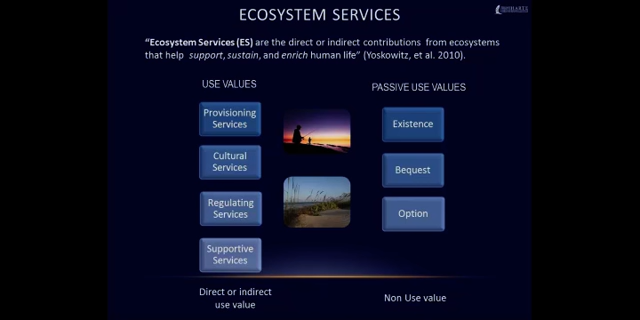 ECOSYSTEM SERVICES
“Ecosystem Services (ES) are the direct or indirect contributions from ecosystems
that help support, sustain, and enrich human life” (Yoskowitz, et al. 2010).
USE VALUES
Provisioning
Services
Cultural
Services
Regulating
Services
Supportive
Services
Direct or indirect
use value
PASSIVE USE VALUES
Existence
Bequest
Option
Non Use value